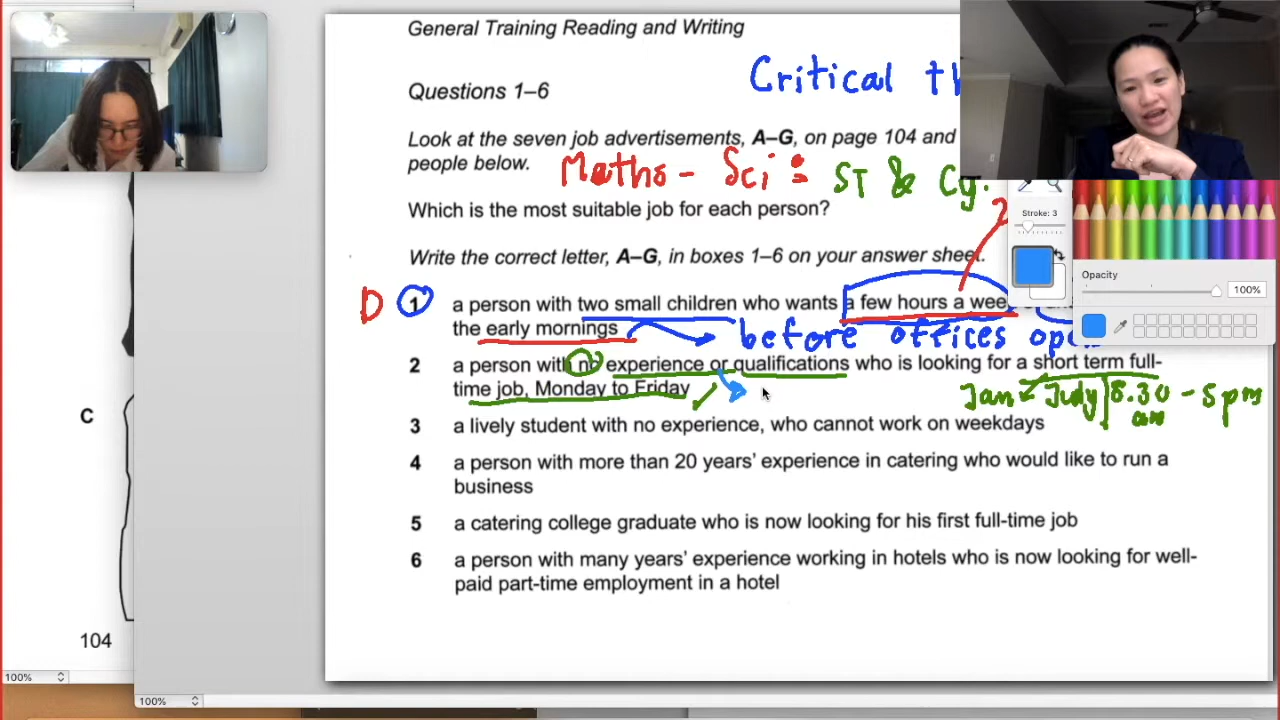 General Training Reading and Writing
Critical
Questions 1–6
Look at the seven job advertisements, A–G, on page 104 and
people below.
Maths - Sci : ST & Cg.
Which is the most suitable job for each person?
Write the correct letter, A–G, in boxes 1–6 on your answer sheet.
D 1 a person with two small children who wants a few hours a wee
the early mornings before offices open
2 a person with no experience or qualifications who is looking for a short term full-
time job, Monday to Friday
Jan Judy 8.30 am - 5 pm
3 a lively student with no experience, who cannot work on weekdays
4 a person with more than 20 years' experience in catering who would like to run a
business
5 a catering college graduate who is now looking for his first full-time job
6 a person with many years' experience working in hotels who is now looking for well-
paid part-time employment in a hotel
C
104
100%
100%
Stroke: 3
Opacity
100%